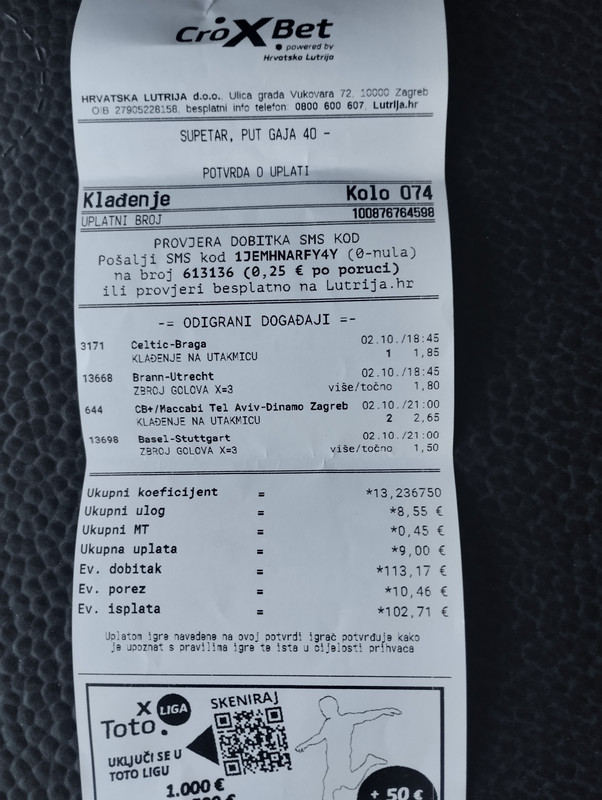 CroXBet
powered by
Hrvatska Lutrija
HRVATSKA LUTRIJA d.o.o. Ulica grada Vukovara 72, 10000 Zagreb
OIB 27905228158, besplatni info telefon: 0800 600 607, Lutrija.hr
SUPETAR, PUT GAJA 40 -
POTVRDA O UPLATI
Klađenje Kolo 074
UPLATNI BROJ 100876764598
PROVJERA DOBITKA SMS KOD
Pošalji SMS kod 1JEMHNARFY4Y (0-nula)
na broj 613136 (0,25 € po poruci)
ili provjeri besplatno na Lutrija.hr
-= ODIGRANI DOGAĐAJI =-
3171 Celtic-Braga 02.10./18:45
KLAĐENJE NA UTAKMICU 1 1,85
13668 Brann-Utrecht 02.10./18:45
ZBROJ GOLOVA X=3 više/točno 1,80
644 CB+/Maccabi Tel Aviv-Dinamo Zagreb 02.10./21:00
KLAĐENJE NA UTAKMICU 2 2,65
13698 Basel-Stuttgart 02.10./21:00
ZBROJ GOLOVA X=3 više/točno 1,50
Ukupni koeficijent = *13,236750
Ukupni ulog = *8,55 €
Ukupni MT = *0,45 €
Ukupna uplata = *9,00 €
Ev. dobitak = *113,17 €
Ev. porez = *10,46 €
Ev. isplata = *102,71 €
Uplatom igre navedene na ovoj potvrdi igrač potvrđuje kako
je upoznat s pravilima igre te ista u cijelosti prihvaća
X LIGA
Toto.
SKENIRAJ
UKLJUČI SE U
TOTO LIGU
1.000 €
+ 50 €